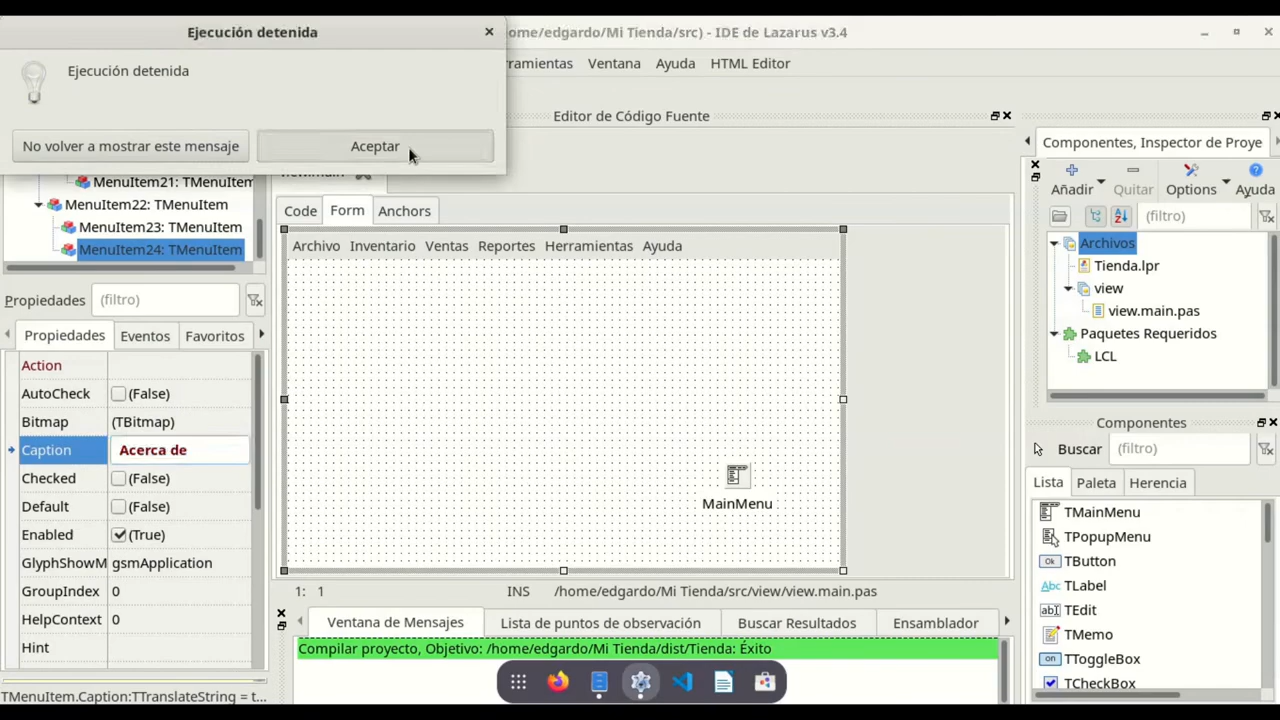 Ejecución detenida
ome/edgardo/Mi Tienda/src) - IDE de Lazarus v3.4
Ejecución detenida
No volver a mostrar este mensaje
Aceptar
rramientas Ventana Ayuda HTML Editor
Editor de Código Fuente
MenuItem21: TMenuItem
MenuItem22: TMenuItem
MenuItem23: TMenuItem
MenuItem24: TMenuItem
Propiedades (filtro)
Propiedades Eventos Favoritos
Action
AutoCheck (False)
Bitmap (TBitmap)
Caption Acerca de
Checked (False)
Default (False)
Enabled (True)
GlyphShowM gsmApplication
GroupIndex 0
HelpContext 0
Hint
TMenuItem.Caption:TTranslateString = t...
Code Form Anchors
Archivo Inventario Ventas Reportes Herramientas Ayuda
MainMenu
1: 1 INS /home/edgardo/Mi Tienda/src/view/view.main.pas
Ventana de Mensajes Lista de puntos de observación Buscar Resultados Ensamblador
Compilar proyecto, Objetivo: /home/edgardo/Mi Tienda/dist/Tienda: Éxito
Componentes, Inspector de Proye
Añadir Quitar Options Ayuda
(filtro)
Archivos
Tienda.lpr
view
view.main.pas
Paquetes Requeridos
LCL
Componentes
Buscar (filtro)
Lista Paleta Herencia
TMainMenu
TPopupMenu
TButton
TLabel
TEdit
TMemo
TToggleBox
TCheckBox